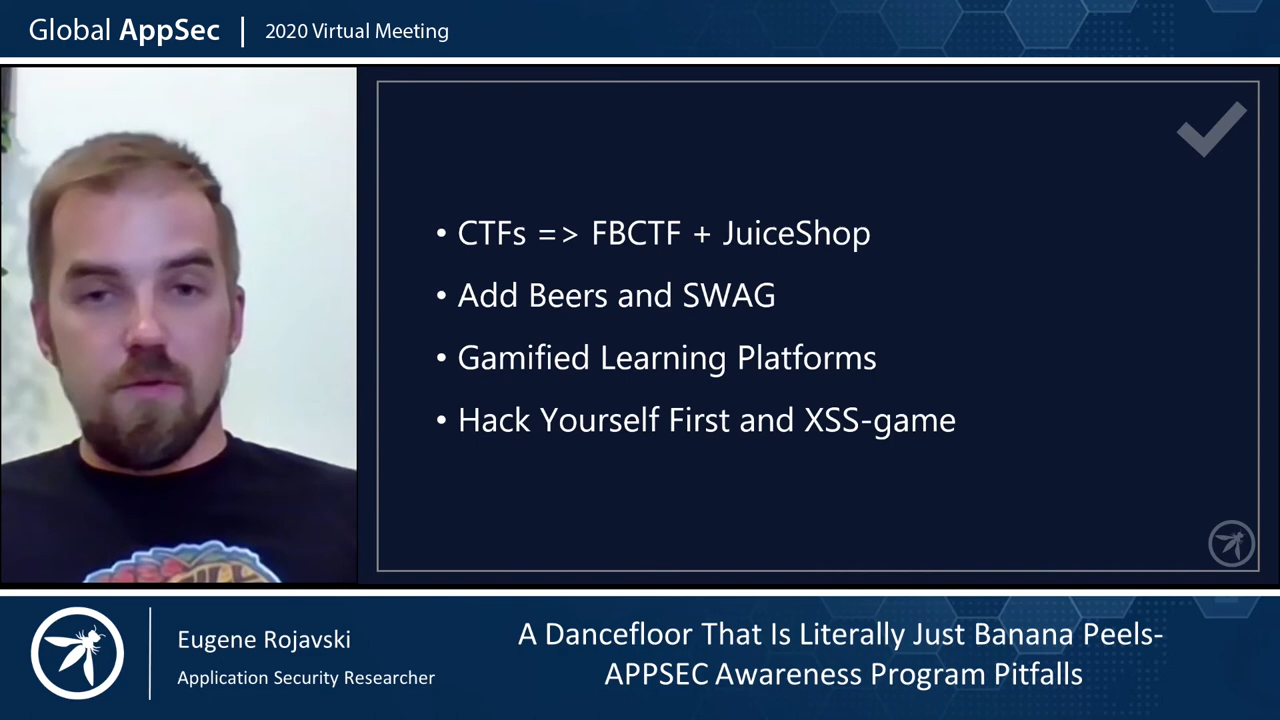 Global AppSec | 2020 Virtual Meeting
• CTFs => FBCTF + JuiceShop
• Add Beers and SWAG
• Gamified Learning Platforms
• Hack Yourself First and XSS-game
Eugene Rojavski
Application Security Researcher
A Dancefloor That Is Literally Just Banana Peels-
APPSEC Awareness Program Pitfalls